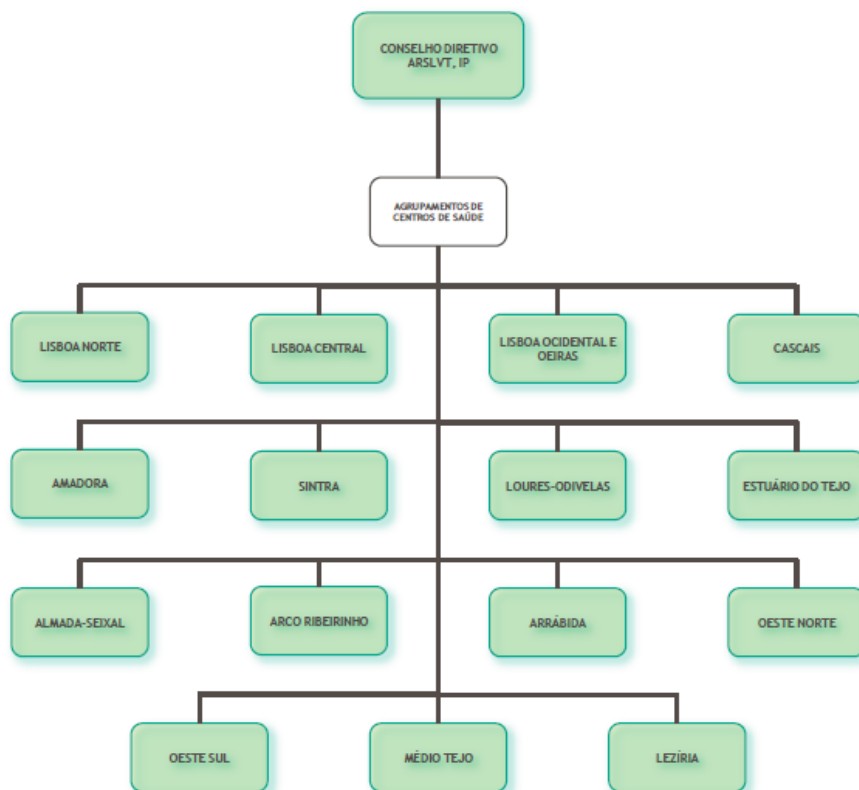 CONSELHO DIRETIVO
ARSLVT, IP
AGRUPAMENTOS DE
CENTROS DE SAÚDE
LISBOA NORTE
LISBOA CENTRAL
LISBOA OCIDENTAL E
OEIRAS
CASCAIS
AMADORA
SINTRA
LOURES-ODIVELAS
ESTUÁRIO DO TEJO
ALMADA-SEIXAL
ARCO RIBEIRINHO
ARRÁBIDA
OESTE NORTE
OESTE SUL
MÉDIO TEJO
LEZÍRIA